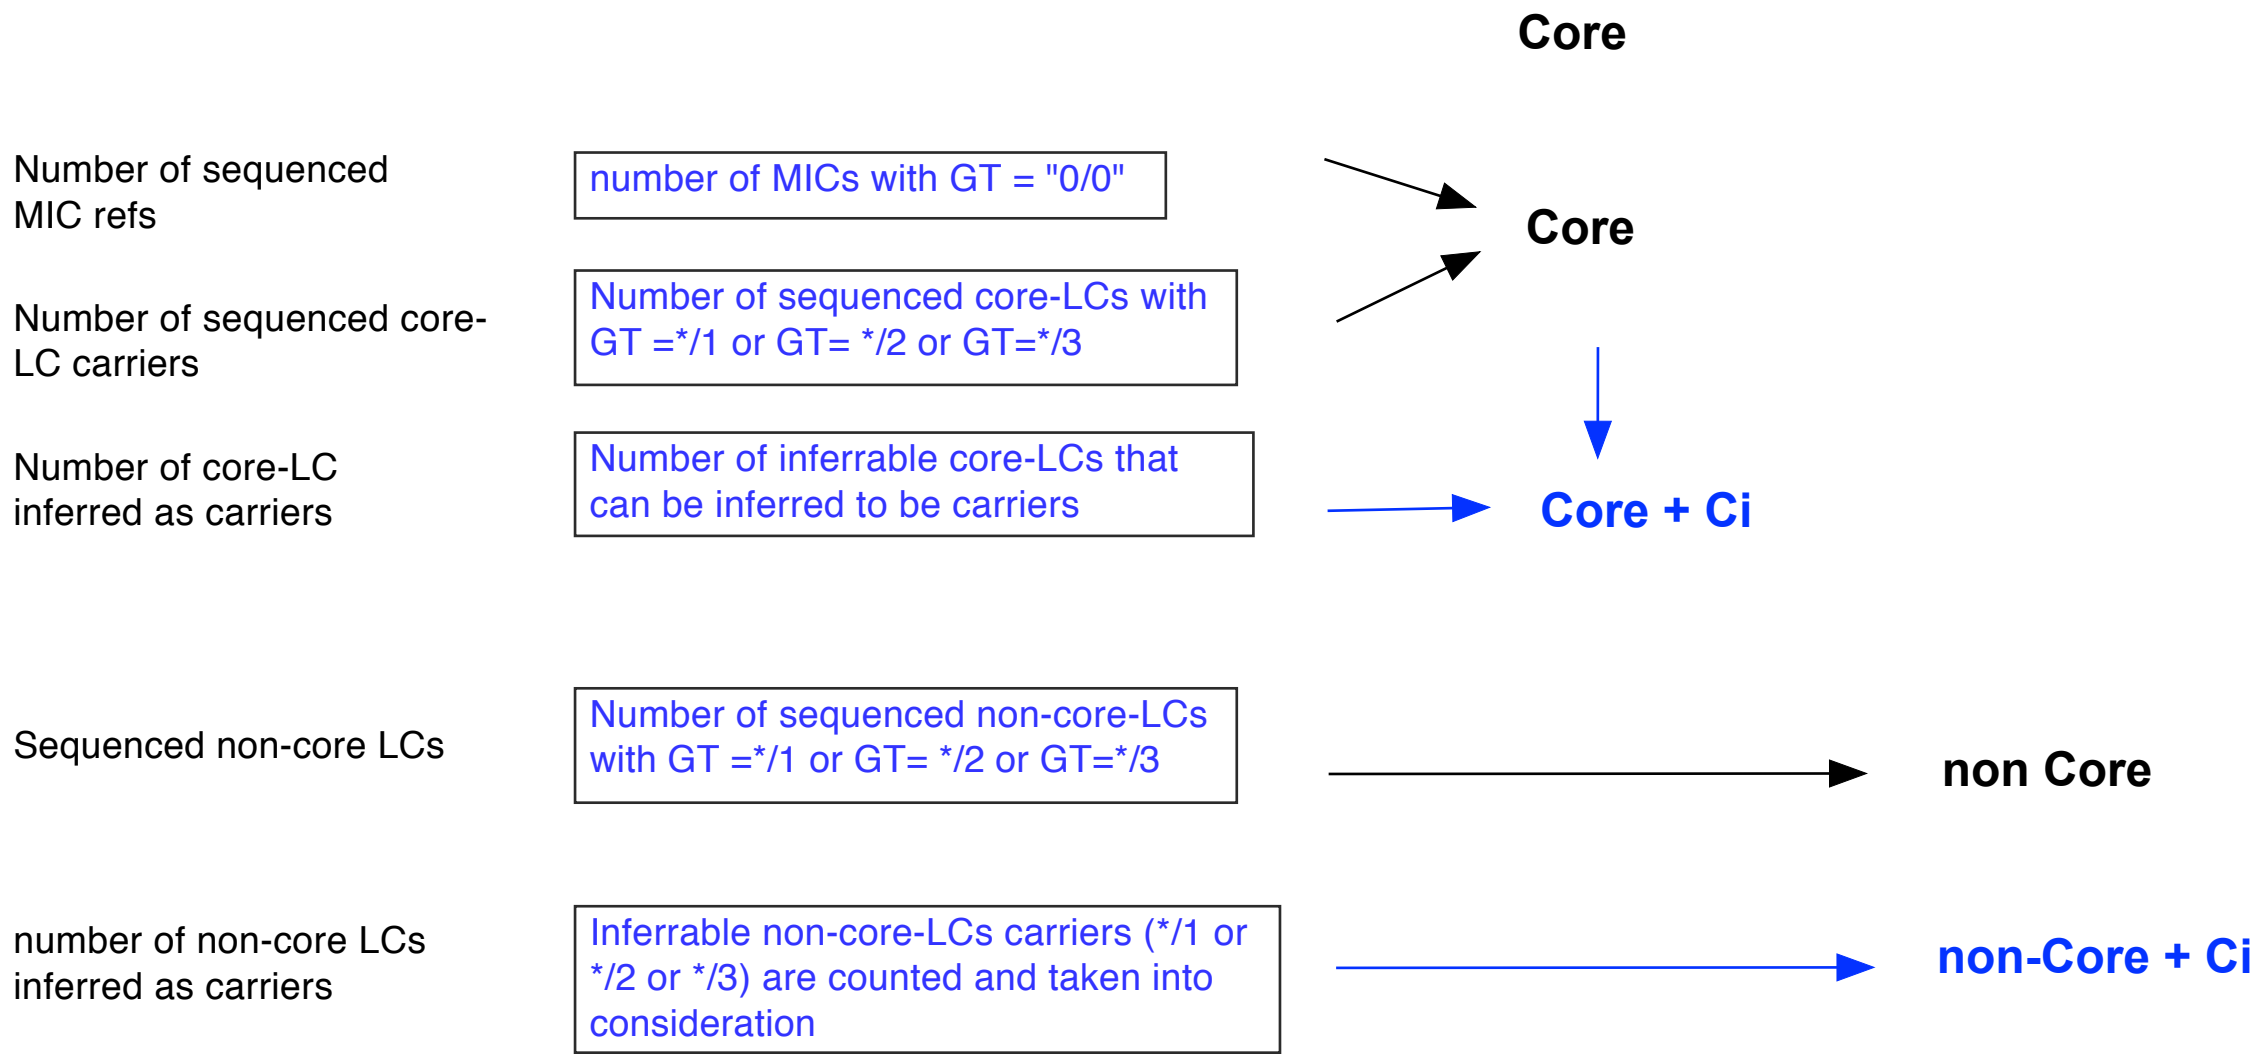 Core
Number of sequenced
MIC refs
number of MICs with GT = "0/0"
Core
Number of sequenced core-
LC carriers
Number of sequenced core-LCs with
GT =*/1 or GT= */2 or GT=*/3
Number of core-LC
inferred as carriers
Number of inferrable core-LCs that
can be inferred to be carriers
Core + Ci
Sequenced non-core LCs
Number of sequenced non-core-LCs
with GT =*/1 or GT= */2 or GT=*/3
non Core
number of non-core LCs
inferred as carriers
Inferrable non-core-LCs carriers (*/1 or
*/2 or */3) are counted and taken into
consideration
non-Core + Ci